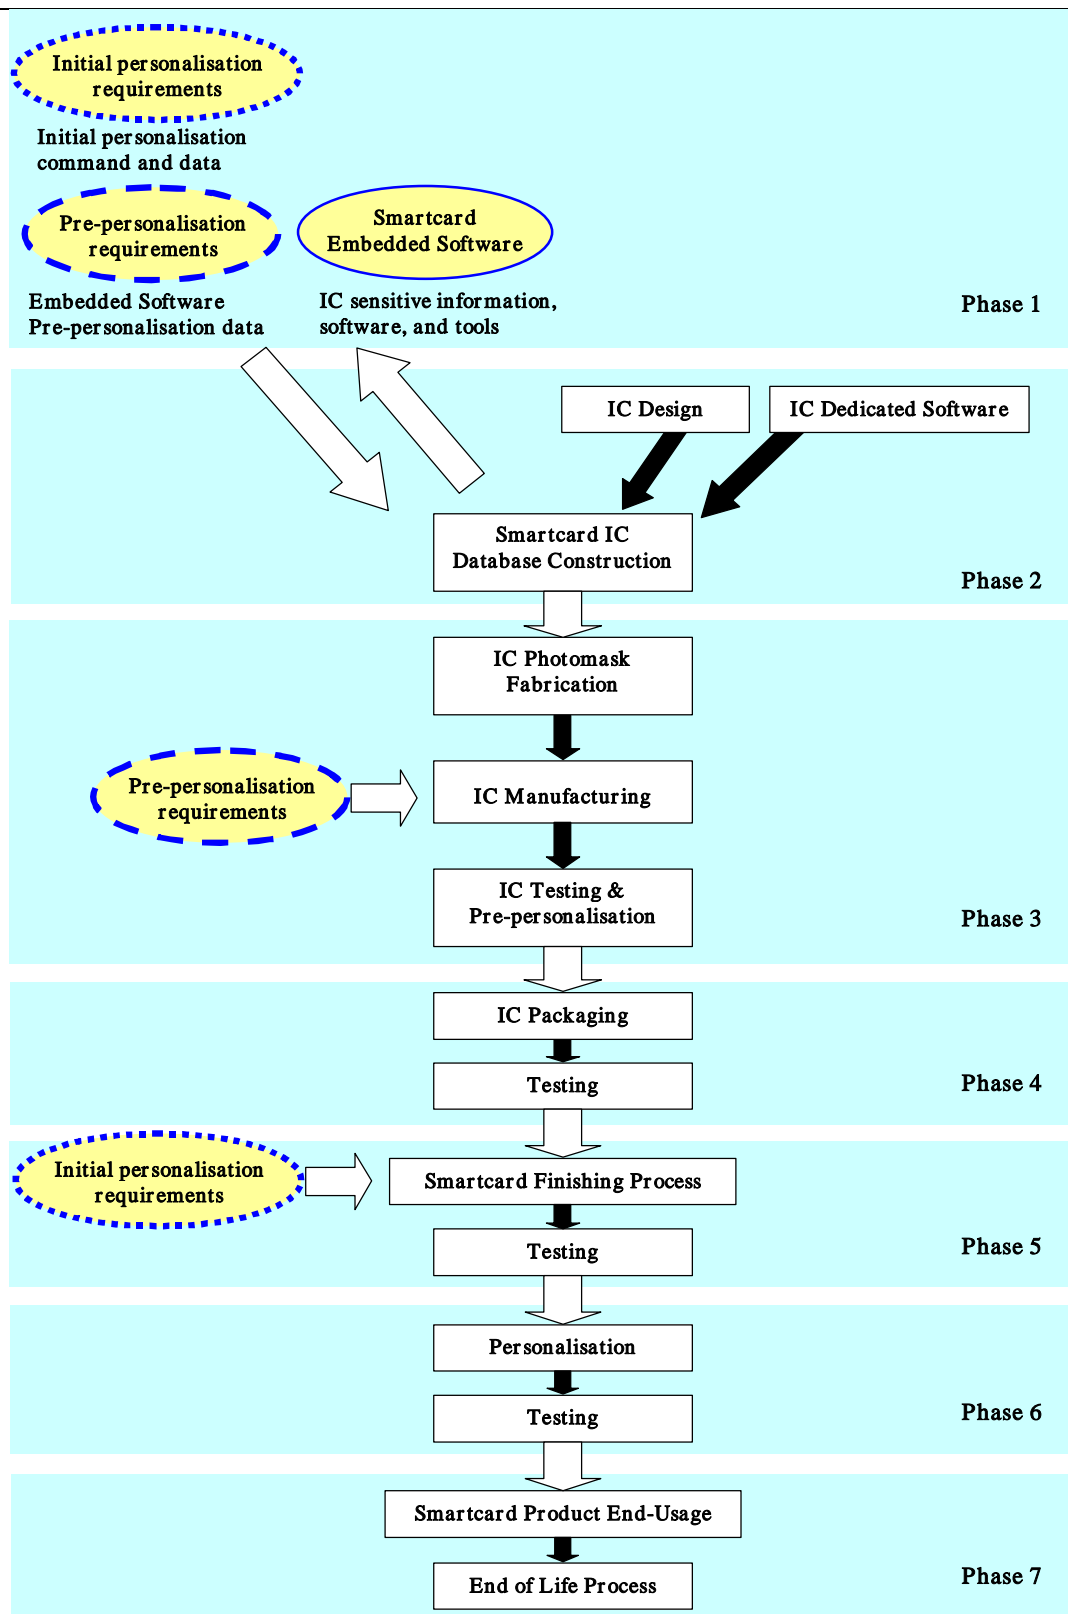 Initial personalisation
requirements
Initial personalisation
command and data
Pre-personalisation
requirements
Smartcard
Embedded Software
Embedded Software
Pre-personalisation data
IC sensitive information,
software, and tools
Phase 1
IC Design
IC Dedicated Software
Smartcard IC
Database Construction
Phase 2
IC Photomask
Fabrication
Pre-personalisation
requirements
IC Manufacturing
IC Testing &
Pre-personalisation
Phase 3
IC Packaging
Testing
Phase 4
Initial personalisation
requirements
Smartcard Finishing Process
Testing
Phase 5
Personalisation
Testing
Phase 6
Smartcard Product End-Usage
End of Life Process
Phase 7